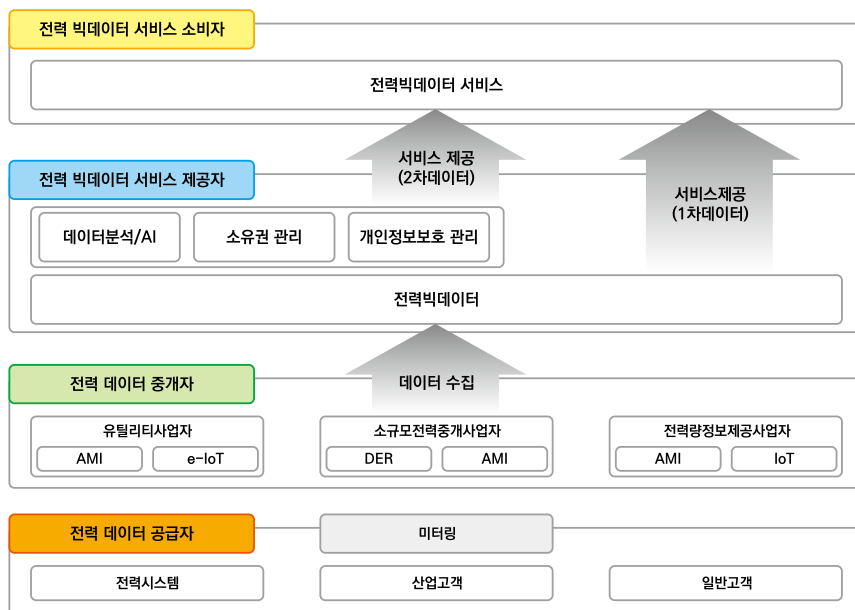 전력 빅데이터 서비스 소비자
전력빅데이터 서비스
서비스 제공
(2차데이터)
서비스제공
(1차데이터)
전력 빅데이터 서비스 제공자
데이터분석/AI
소유권 관리
개인정보보호 관리
전력빅데이터
데이터 수집
전력 데이터 중개자
유틸리티사업자
AMI
e-IoT
소규모전력중개사업자
DER
AMI
전력량정보제공사업자
AMI
IoT
전력 데이터 공급자
미터링
전력시스템
산업고객
일반고객